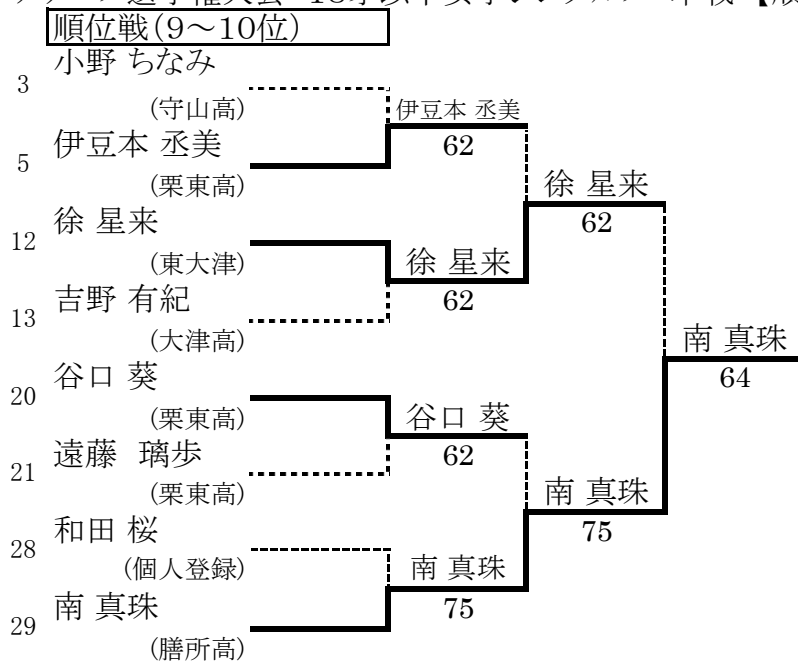 順位戦(9～10位)
3 小野 ちなみ
(守山高)
5 伊豆本 丞美
(栗東高)
12 徐 星来
(東大津)
13 吉野 有紀
(大津高)
20 谷口 葵
(栗東高)
21 遠藤 璃歩
(栗東高)
28 和田 桜
(個人登録)
29 南 真珠
(膳所高)
伊豆本 丞美
62
徐 星来
62
谷口 葵
62
南 真珠
75
徐 星来
62
南 真珠
75
南 真珠
64